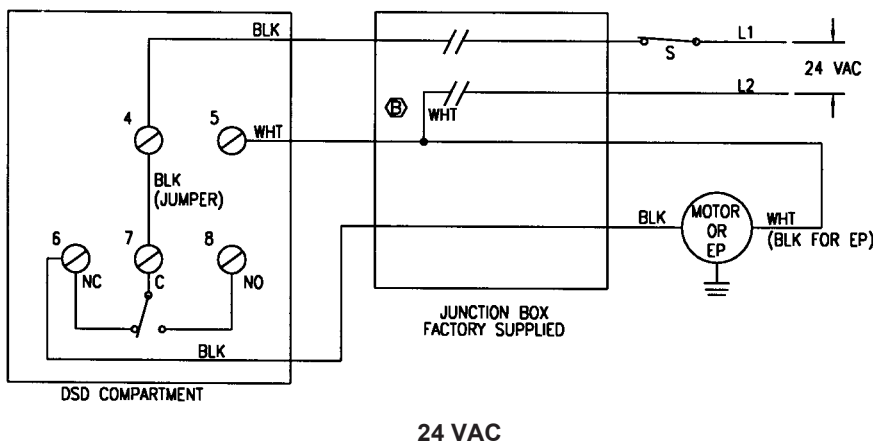 BLK
L1
S
24 VAC
L2
B
WHT
4
5
WHT
BLK
(JUMPER)
MOTOR
OR
EP
BLK
WHT
(BLK FOR EP)
6
7
8
NC
C
NO
JUNCTION BOX
FACTORY SUPPLIED
BLK
DSD COMPARTMENT
24 VAC